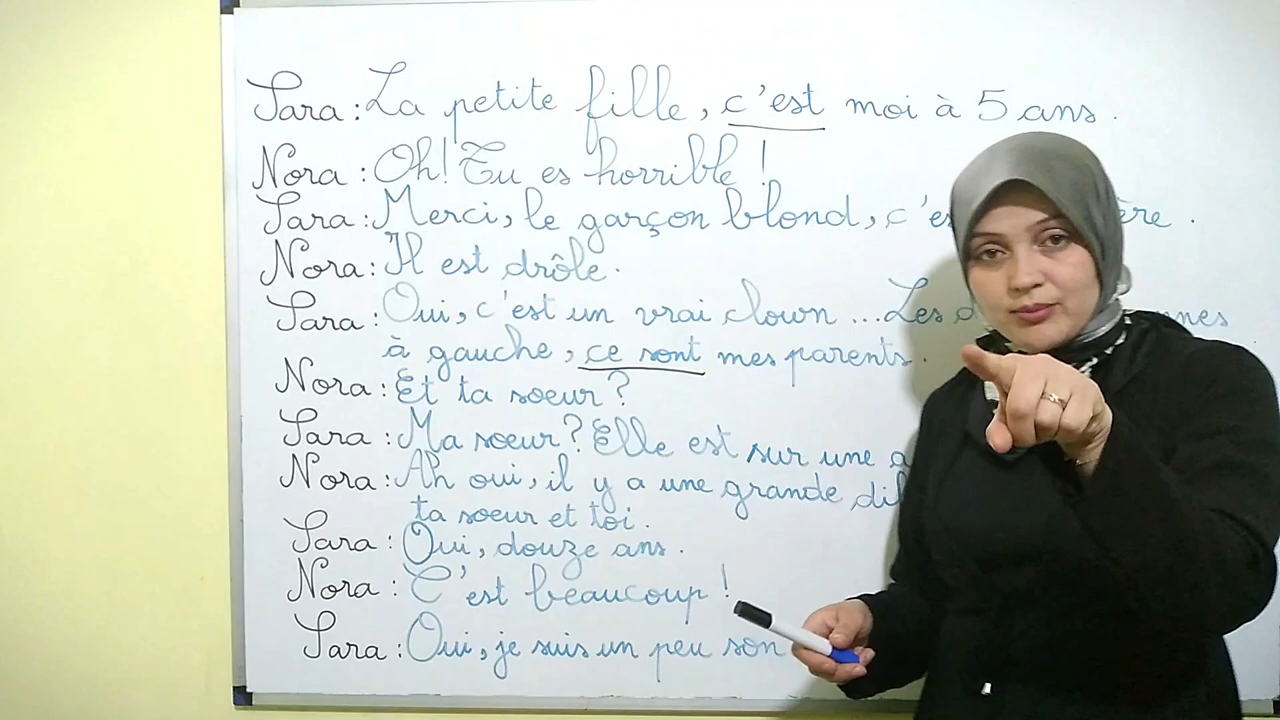 Sara : La petite fille, c'est moi à 5 ans.
Nora : Oh! Tu es horrible !
Sara : Merci, le garçon blond,
Nora : Il est drôle.
Sara : Oui, c'est un vrai clown ... Les
à gauche, ce sont mes parents.
Nora : Et ta soeur ?
Sara : Ma soeur ? Elle est sur une
Nora : Ah oui, il y a une grande
ta soeur et toi.
Sara : Oui, douze ans.
Nora : C'est beaucoup !
Sara : Oui, je suis un peu son